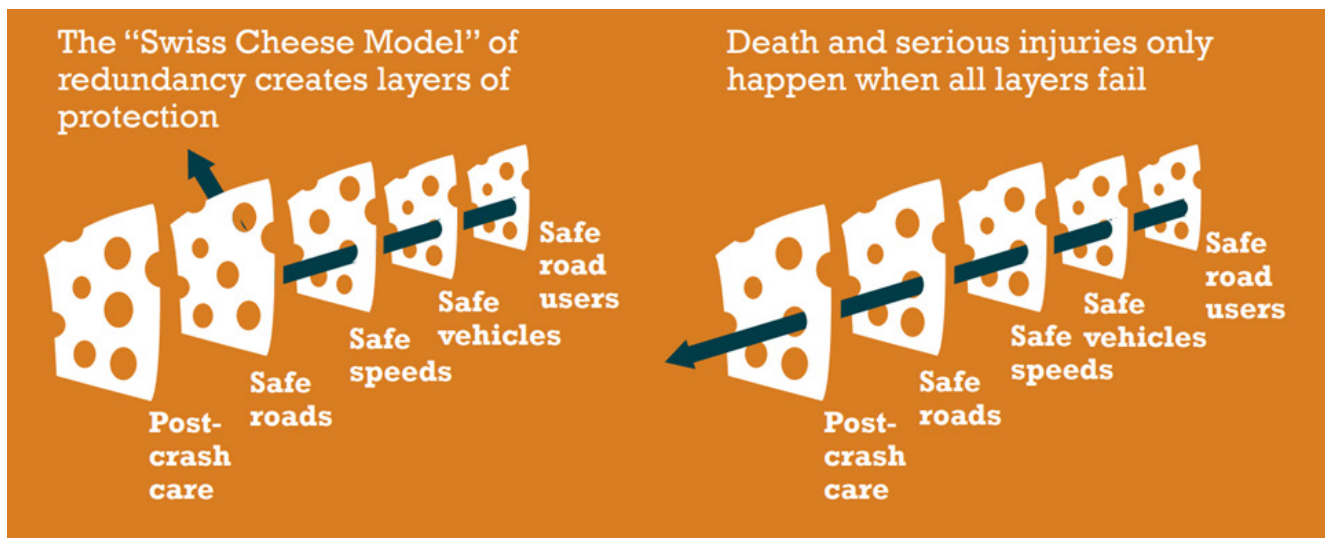 The “Swiss Cheese Model” of
redundancy creates layers of
protection
Safe
road
users
Safe
vehicles
Safe
speeds
Safe
roads
Post-
crash
care
Death and serious injuries only
happen when all layers fail
Safe
road
users
Safe
vehicles
Safe
speeds
Safe
roads
Post-
crash
care